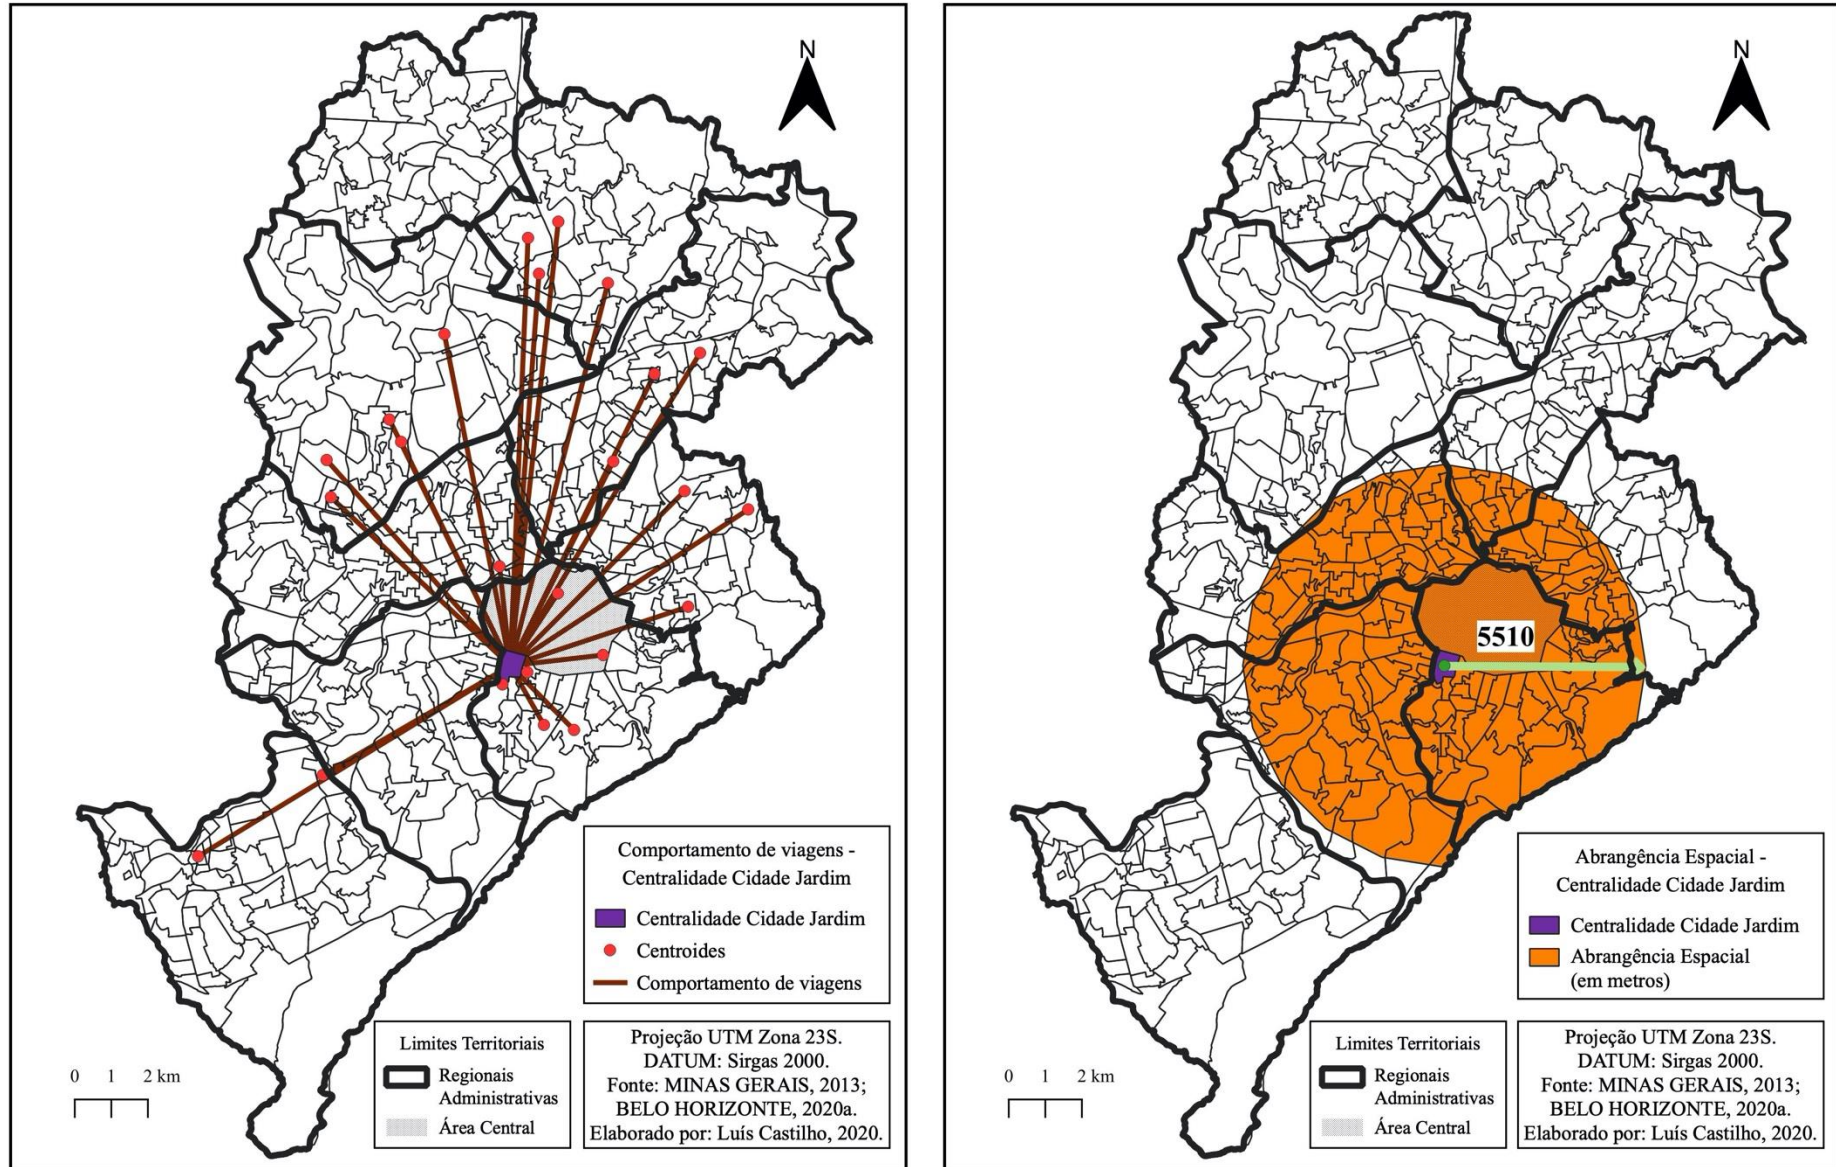 N
Comportamento de viagens -
Centralidade Cidade Jardim
Centralidade Cidade Jardim
Centroides
Comportamento de viagens
Limites Territoriais
Regionais
Administrativas
Área Central
Projeção UTM Zona 23S.
DATUM: Sirgas 2000.
Fonte: MINAS GERAIS, 2013;
BELO HORIZONTE, 2020a.
Elaborado por: Luís Castilho, 2020.
0 1 2 km
N
5510
Abrangência Espacial -
Centralidade Cidade Jardim
Centralidade Cidade Jardim
Abrangência Espacial
(em metros)
Limites Territoriais
Regionais
Administrativas
Área Central
Projeção UTM Zona 23S.
DATUM: Sirgas 2000.
Fonte: MINAS GERAIS, 2013;
BELO HORIZONTE, 2020a.
Elaborado por: Luís Castilho, 2020.
0 1 2 km